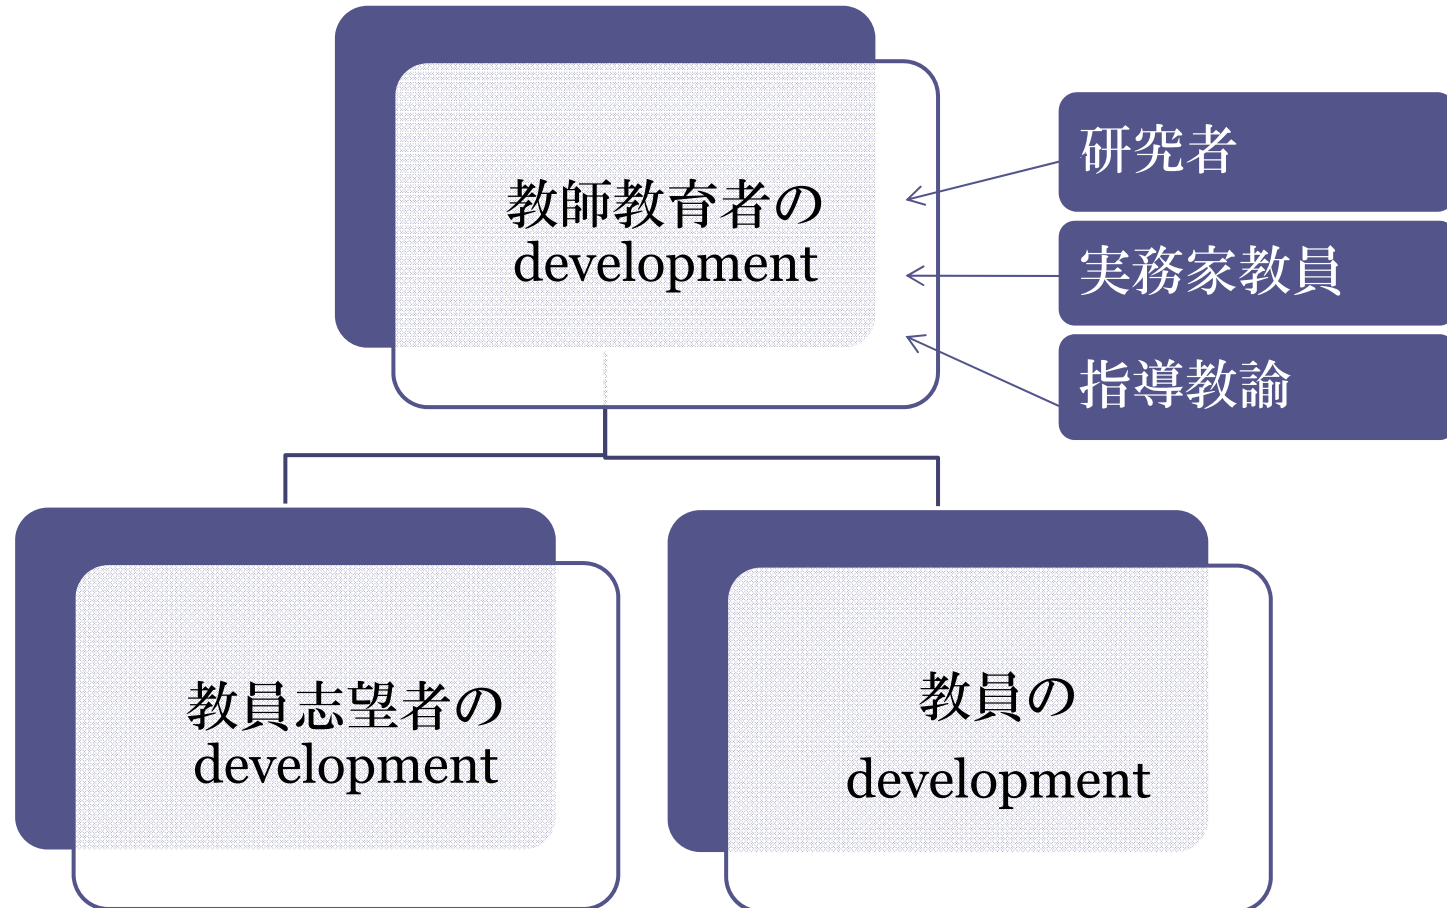 教師教育者の
development
研究者
実務家教員
指導教諭
教員志望者の
development
教員の
development